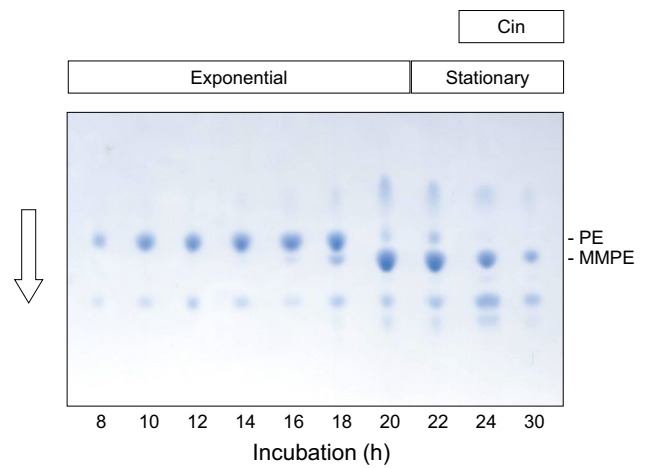 Cin
Exponential Stationary
- PE
- MMPE
8 10 12 14 16 18 20 22 24 30
Incubation (h)